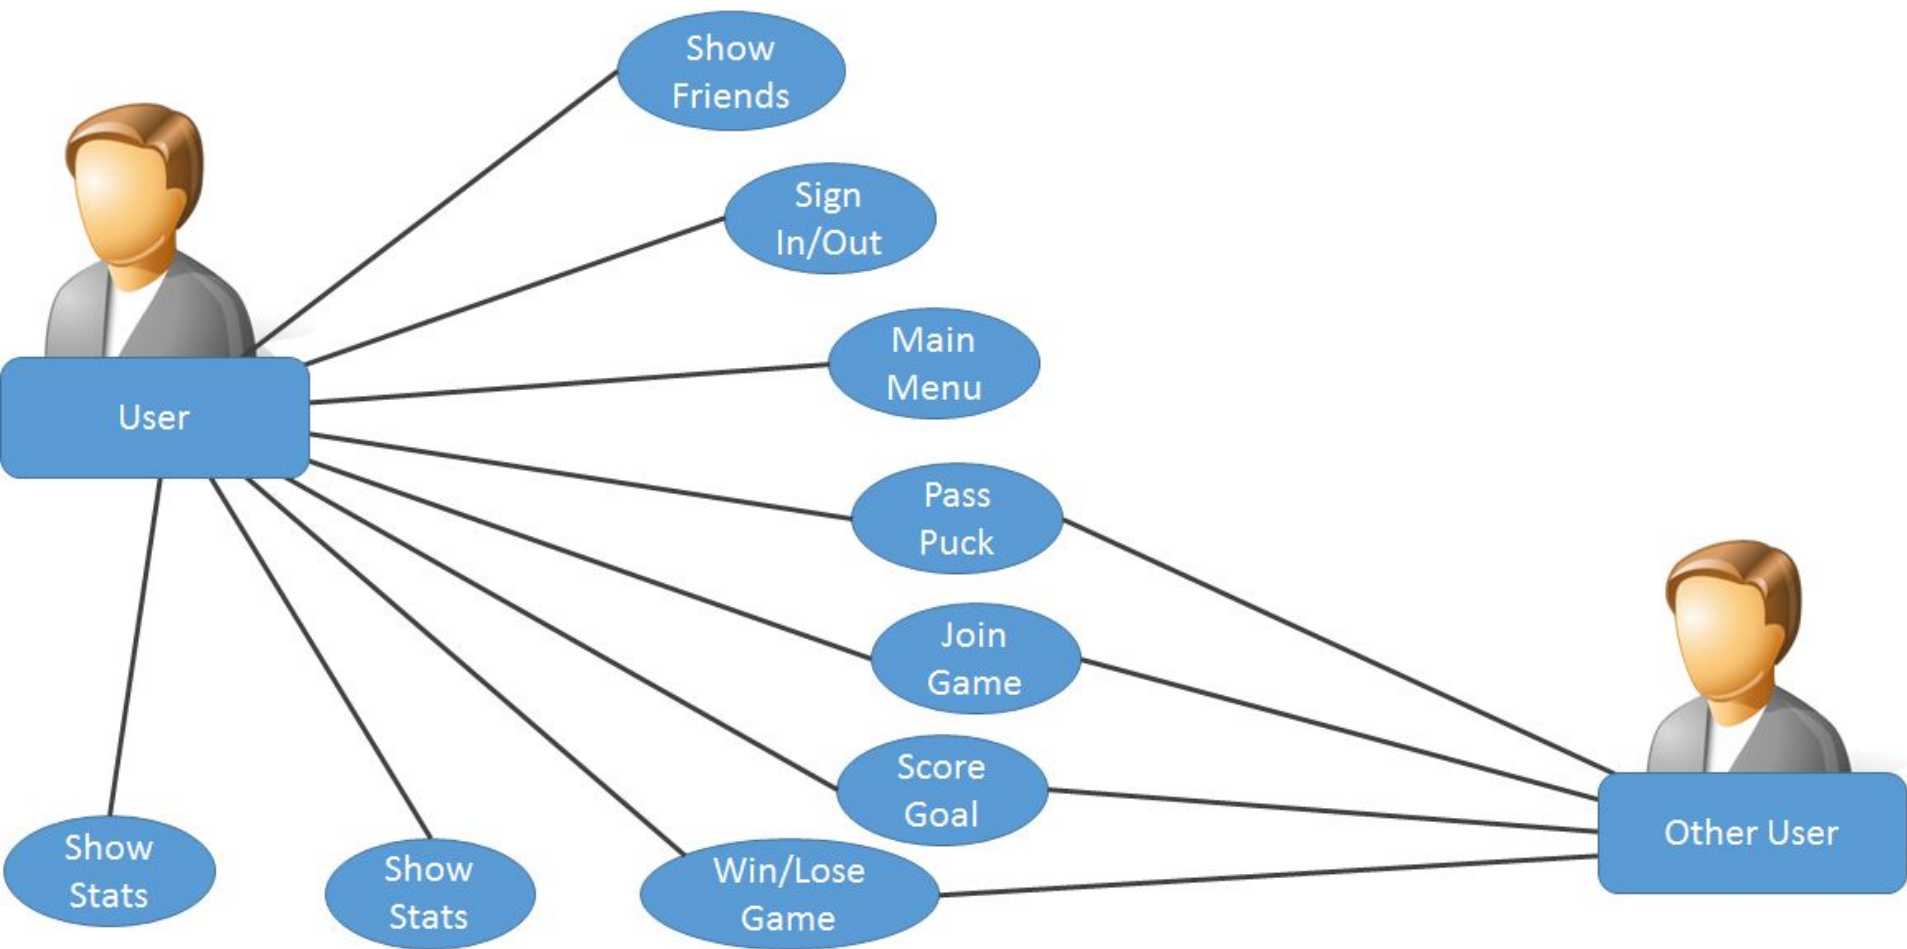 Show
Friends
Sign
In/Out
Main
Menu
User
Pass
Puck
Join
Game
Score
Goal
Other User
Show
Stats
Show
Stats
Win/Lose
Game